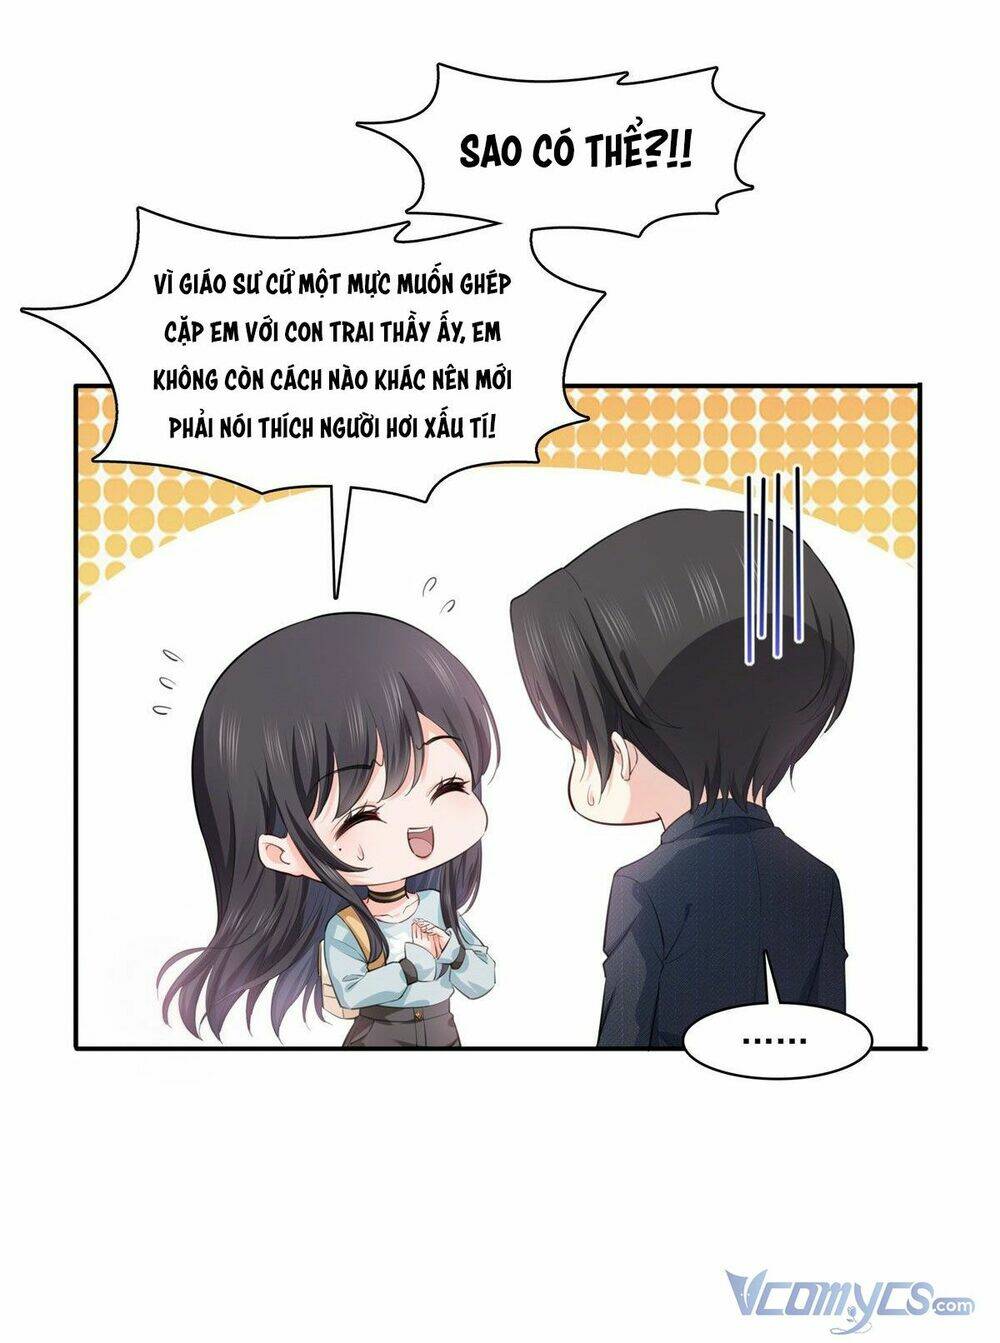 SAO CÓ THỂ?!!
VÌ GIÁO SƯ CỨ MỘT MỰC MUỐN GHÉP
CẶP EM VỚI CON TRAI THẦY ẤY, EM
KHÔNG CÒN CÁCH NÀO KHÁC NÊN MỚI
PHẢI NÓI THÍCH NGƯỜI HƠI XẤU TÍ!
......
Vcomycs.com